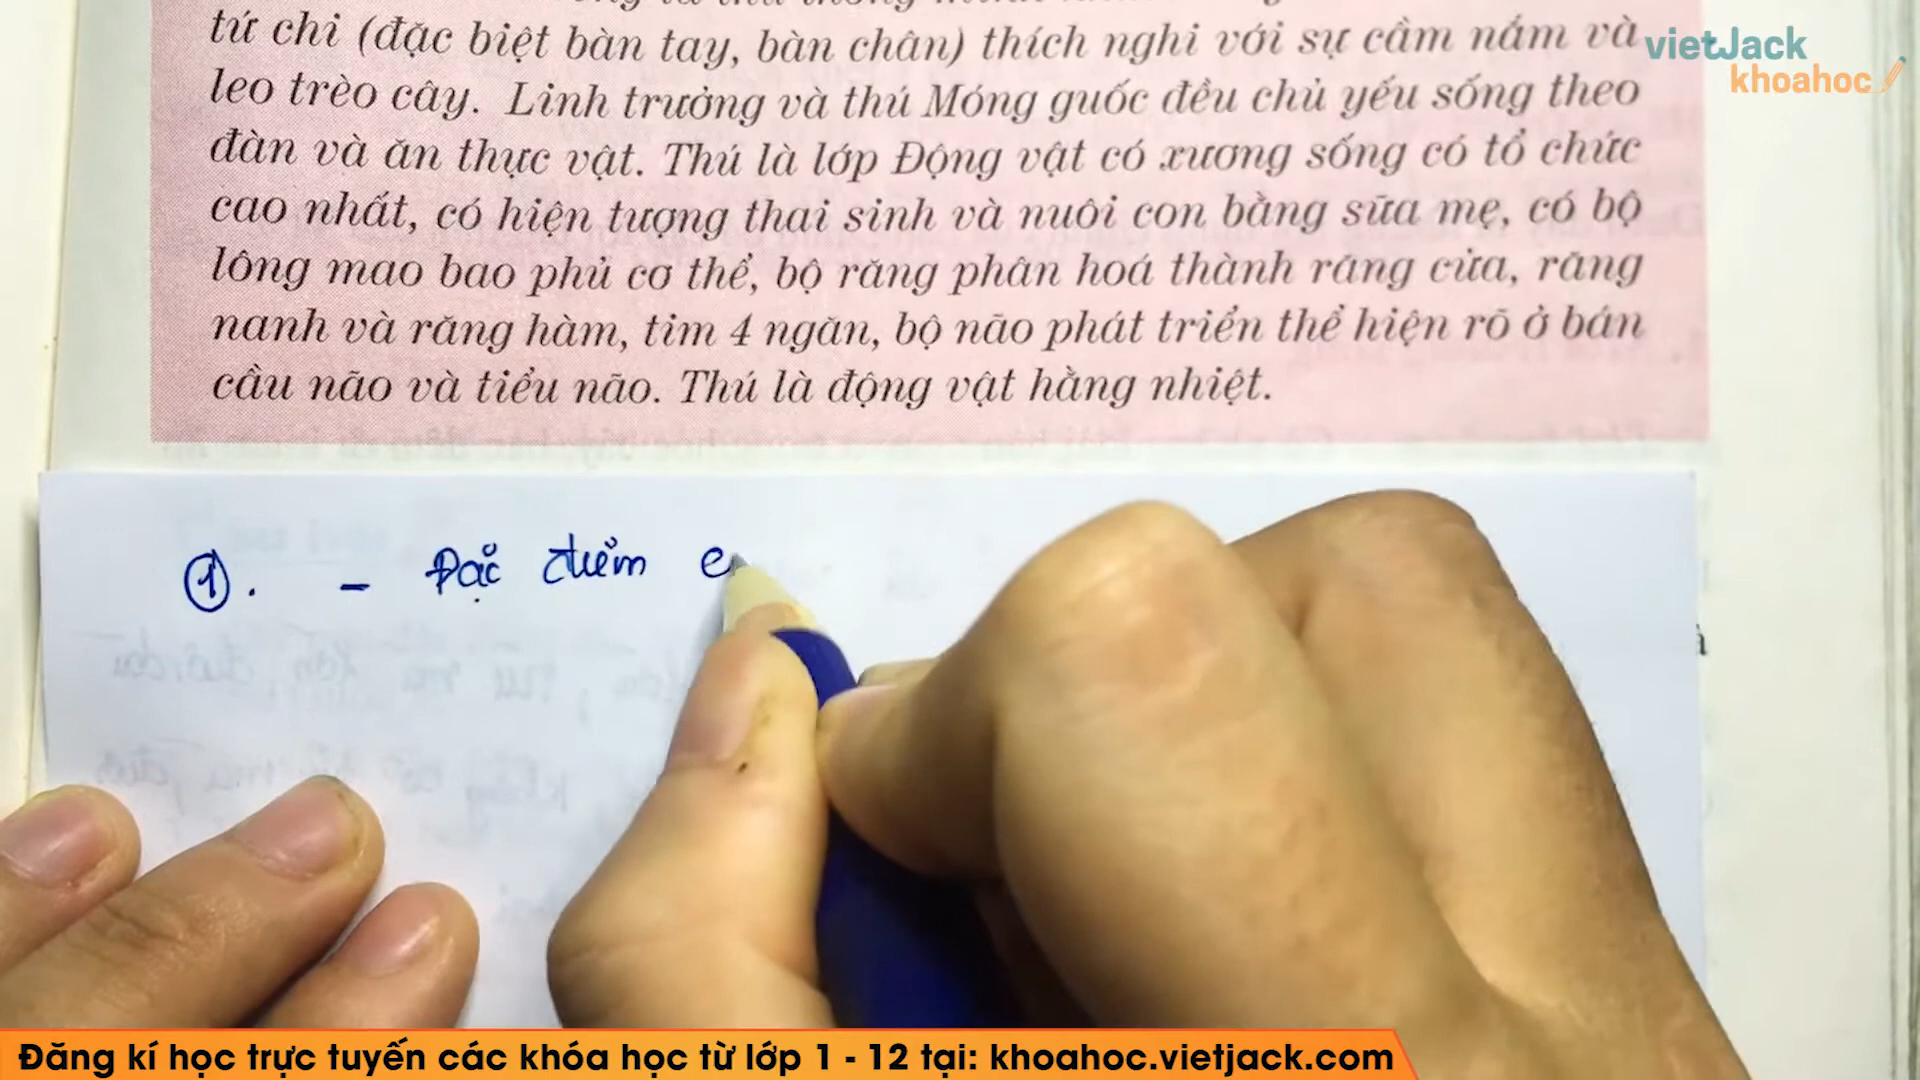 tứ chi (đặc biệt bàn tay, bàn chân) thích nghi với sự cầm nắm và
vietJack
khoahoc
leo trèo cây. Linh trưởng và thú Móng guốc đều chủ yếu sống theo
đàn và ăn thực vật. Thú là lớp Động vật có xương sống có tổ chức
cao nhất, có hiện tượng thai sinh và nuôi con bằng sữa mẹ, có bộ
lông mao bao phủ cơ thể, bộ răng phân hoá thành răng cửa, răng
nanh và răng hàm, tim 4 ngăn, bộ não phát triển thể hiện rõ ở bán
cầu não và tiểu não. Thú là động vật hằng nhiệt.
①. - Đặc điểm
Đăng kí học trực tuyến các khóa học từ lớp 1 - 12 tại: khoahoc.vietjack.com